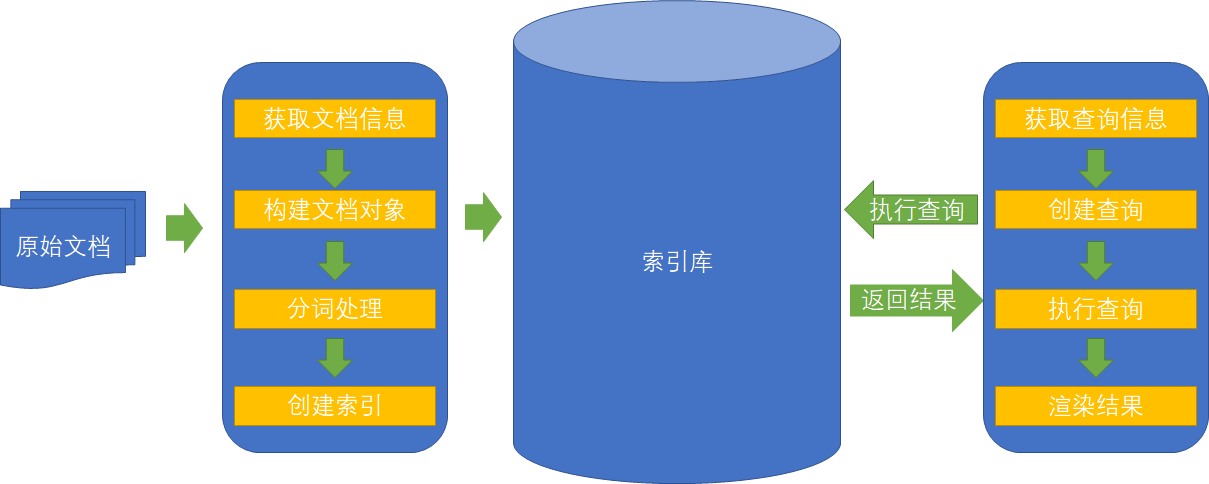 原始文档
获取文档信息
构建文档对象
分词处理
创建索引
索引库
执行查询
返回结果
获取查询信息
创建查询
执行查询
渲染结果